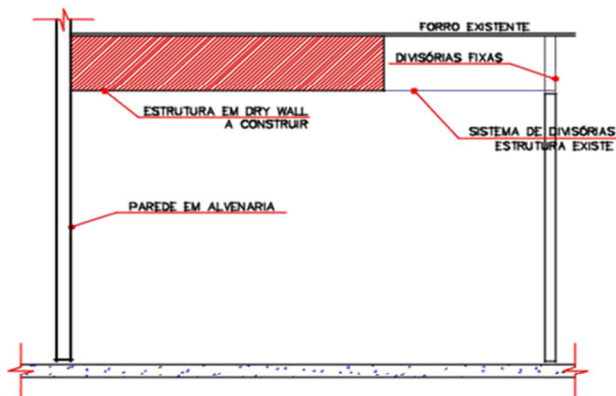 FORRO EXISTENTE
DIVISÓRIAS FIXAS
ESTRUTURA EM DRY WALL
A CONSTRUIR
SISTEMA DE DIVISÓRIAS
ESTRUTURA EXISTE
PAREDE EM ALVENARIA